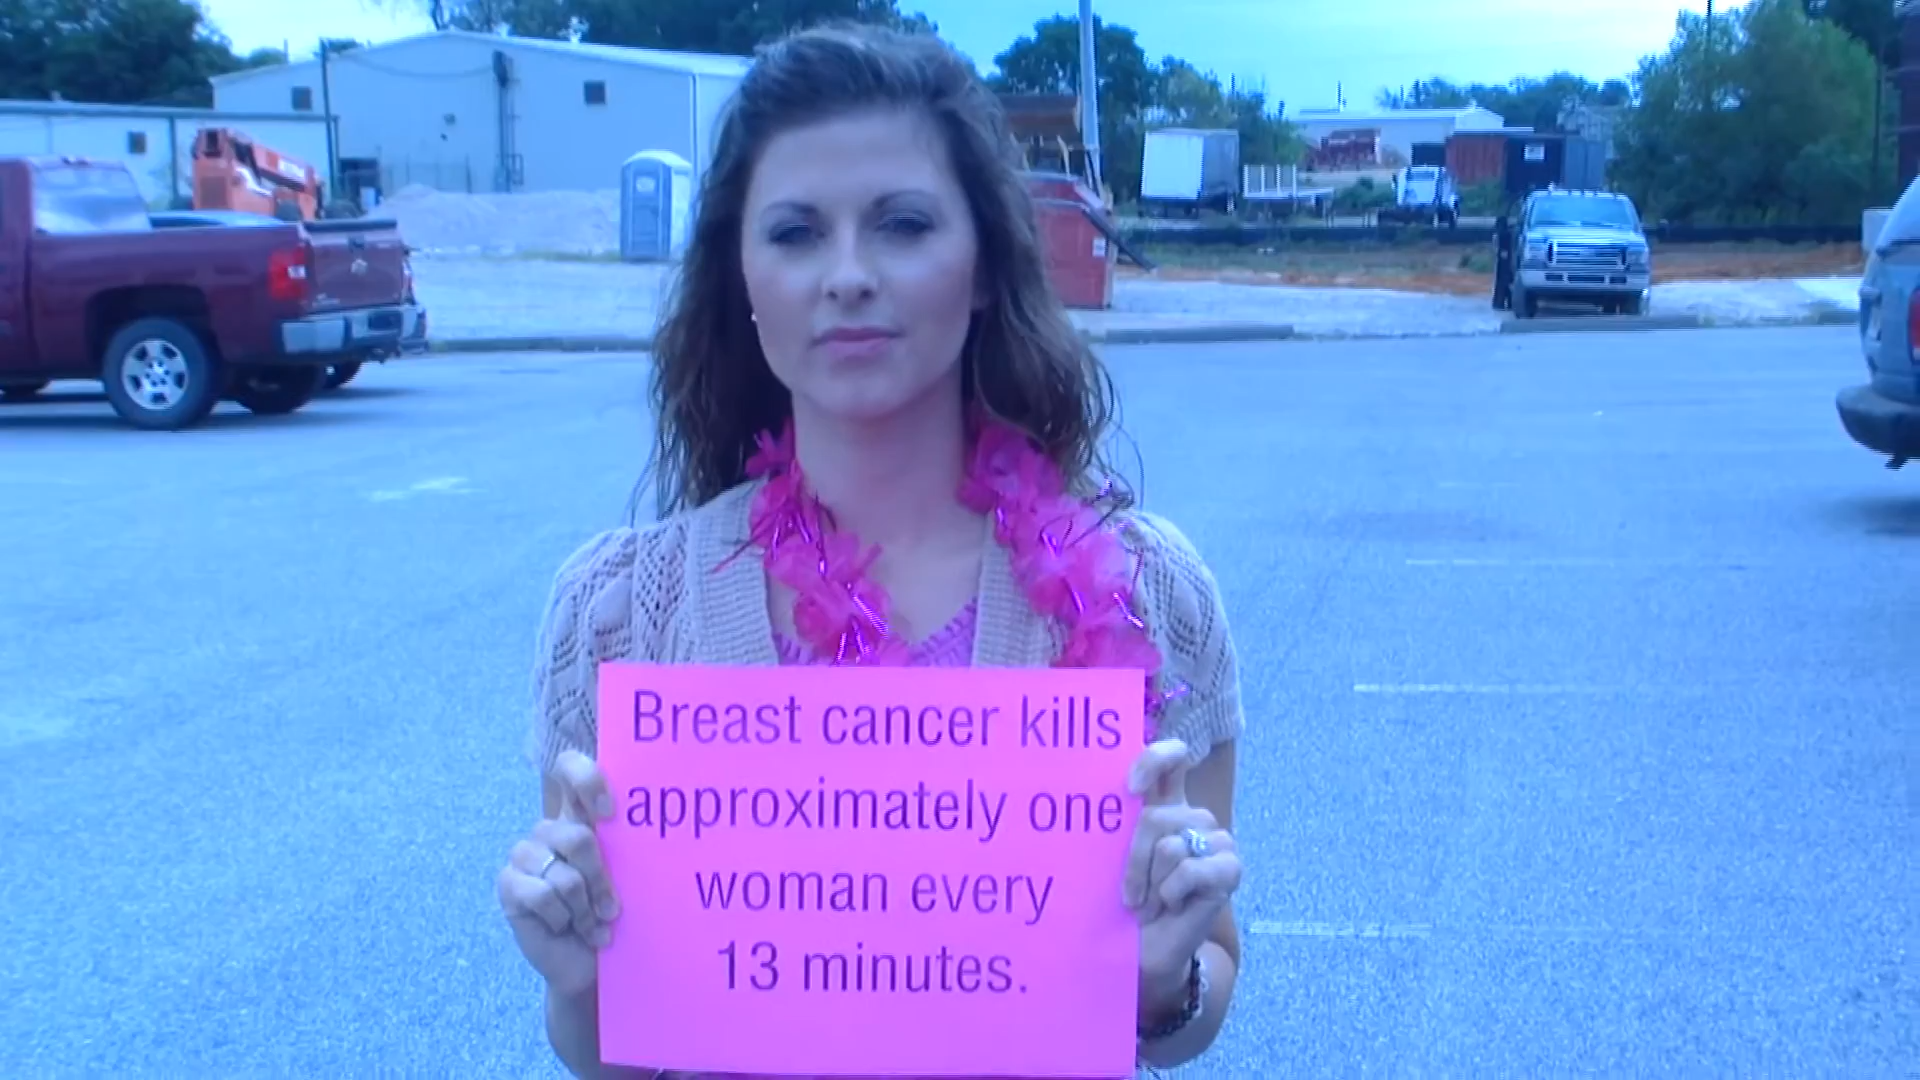 Breast cancer kills
approximately one
woman every
13 minutes.